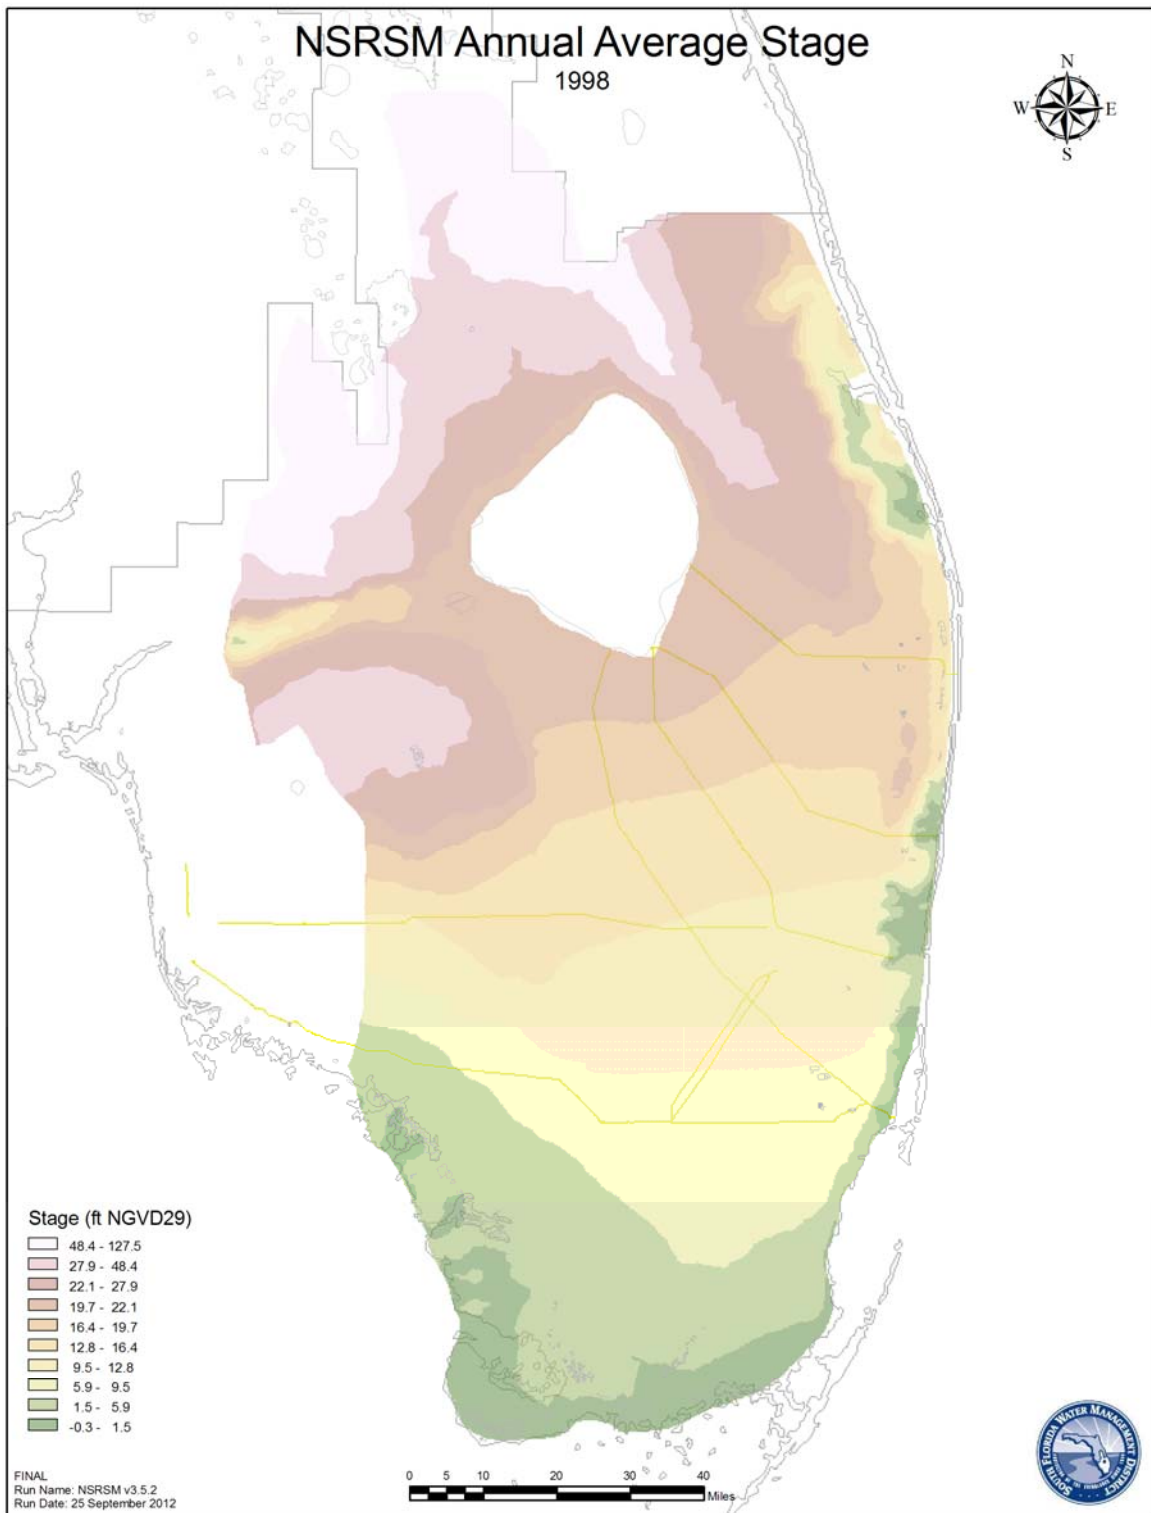 NSRSM Annual Average Stage
1998
N
W E
S
Stage (ft NGVD29)
48.4 - 127.5
27.9 - 48.4
22.1 - 27.9
19.7 - 22.1
16.4 - 19.7
12.8 - 16.4
9.5 - 12.8
5.9 - 9.5
1.5 - 5.9
-0.3 - 1.5
FINAL
Run Name: NSRSM v3.5.2
Run Date: 25 September 2012
0 5 10 20 30 40
Miles
SOUTH FLORIDA WATER MANAGEMENT DISTRICT